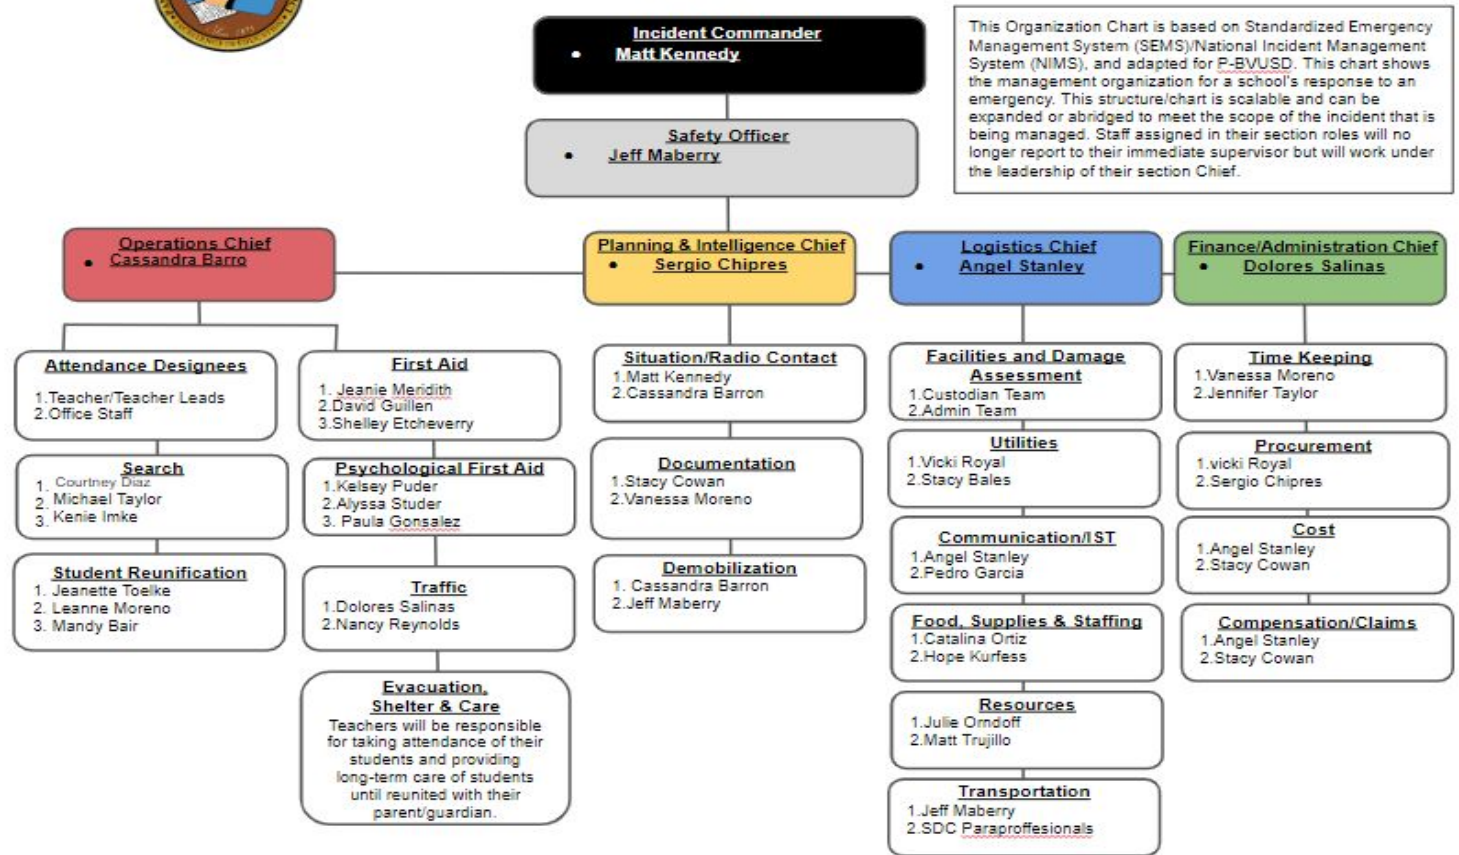 Incident Commander
● Matt Kennedy
This Organization Chart is based on Standardized Emergency
Management System (SEMS)/National Incident Management
System (NIMS), and adapted for P-BVUSD. This chart shows
the management organization for a school's response to an
emergency. This structure/chart is scalable and can be
expanded or abridged to meet the scope of the incident that is
being managed. Staff assigned in their section roles will no
longer report to their immediate supervisor but will work under
the leadership of their section Chief.
Safety Officer
● Jeff Maberry
Operations Chief
● Cassandra Barro
Planning & Intelligence Chief
● Sergio Chipres
Logistics Chief
● Angel Stanley
Finance/Administration Chief
● Dolores Salinas
Attendance Designees
1.Teacher/Teacher Leads
2.Office Staff
Search
1. Courtney Diaz
2. Michael Taylor
3. Kenie Imke
Student Reunification
1. Jeanette Toelke
2. Leanne Moreno
3. Mandy Bair
First Aid
1. Jeanie Meridith
2.David Guillen
3.Shelley Etcheverry
Psychological First Aid
1.Kelsey Puder
2.Alyssa Studer
3. Paula Gonsalez
Traffic
1.Dolores Salinas
2.Nancy Reynolds
Evacuation,
Shelter & Care
Teachers will be responsible
for taking attendance of their
students and providing
long-term care of students
until reunited with their
parent/guardian.
Situation/Radio Contact
1.Matt Kennedy
2.Cassandra Barron
Documentation
1.Stacy Cowan
2.Vanessa Moreno
Demobilization
1. Cassandra Barron
2.Jeff Maberry
Facilities and Damage
Assessment
1.Custodian Team
2.Admin Team
Utilities
1.Vicki Royal
2.Stacy Bales
Communication/IST
1.Angel Stanley
2.Pedro Garcia
Food, Supplies & Staffing
1.Catalina Ortiz
2.Hope Kurfess
Resources
1.Julie Orndoff
2.Matt Trujillo
Transportation
1.Jeff Maberry
2.SDC Paraproffesionals
Time Keeping
1.Vanessa Moreno
2.Jennifer Taylor
Procurement
1.vicki Royal
2.Sergio Chipres
Cost
1.Angel Stanley
2.Stacy Cowan
Compensation/Claims
1.Angel Stanley
2.Stacy Cowan